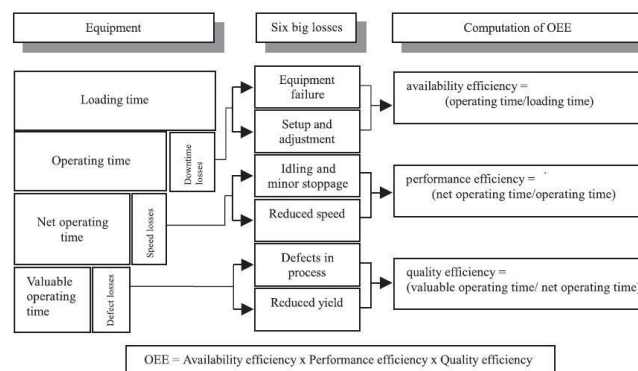 Equipment
Six big losses
Computation of OEE
Loading time
Operating time
Downtime
losses
Net operating
time
Speed losses
Valuable
operating
time
Defect losses
Equipment
failure
Setup and
adjustment
Idling and
minor stoppage
Reduced speed
Defects in
process
Reduced yield
availability efficiency =
(operating time/loading time)
performance efficiency =
(net operating time/operating time)
quality efficiency =
(valuable operating time/ net operating time)
OEE = Availability efficiency x Performance efficiency x Quality efficiency